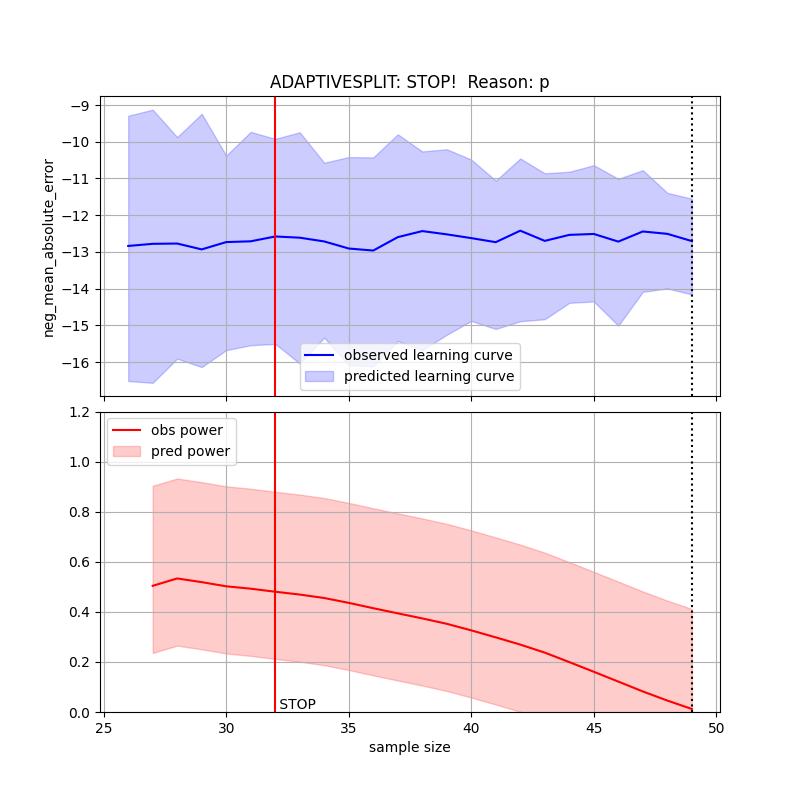 ADAPTIVESPLIT: STOP!  Reason: p
−9
−10
−11
−12
−13
−14
−15
−16
neg_mean_absolute_error
observed learning curve
predicted learning curve
1.2
1.0
0.8
0.6
0.4
0.2
0.0
obs power
pred power
STOP
25
30
35
40
45
50
sample size